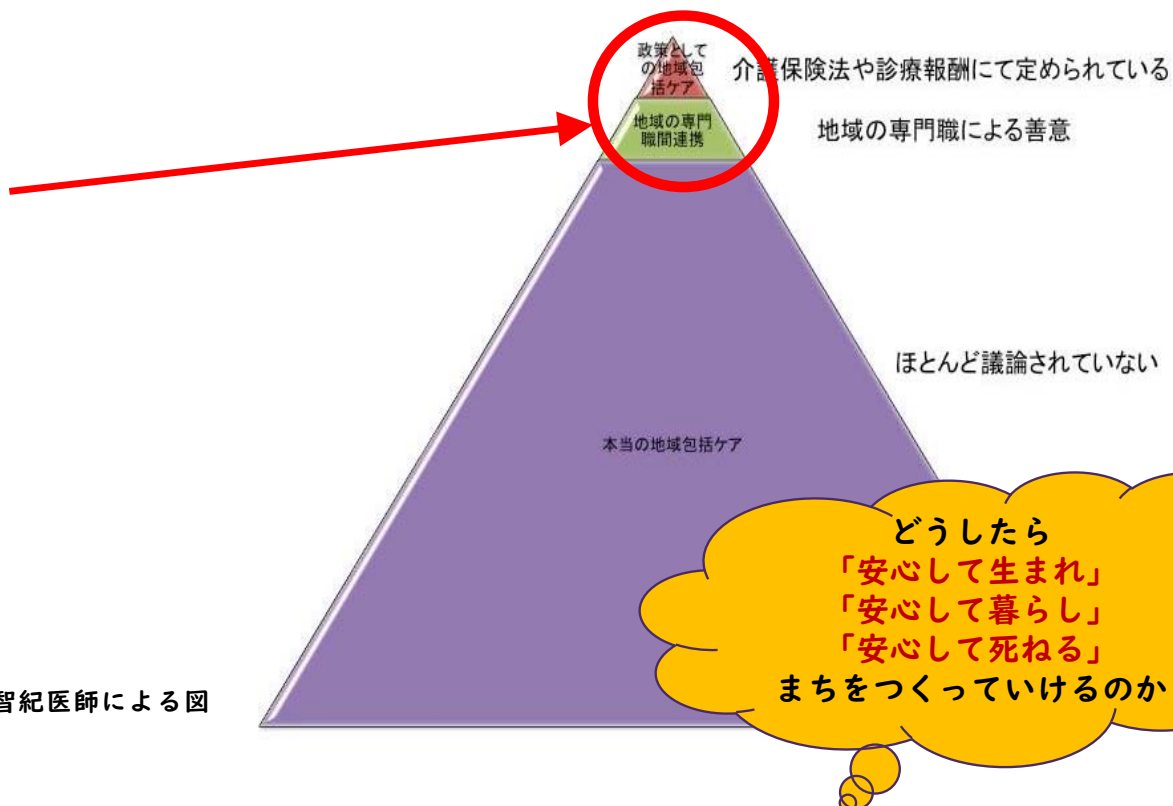 政策として
の地域包
括ケア
介護保険法や診療報酬にて定められている
地域の専門
職間連携
地域の専門職による善意
ほとんど議論されていない
本当の地域包括ケア
どうしたら
「安心して生まれ」
「安心して暮らし」
「安心して死ねる」
まちをつくっていけるのか
智紀医師による図